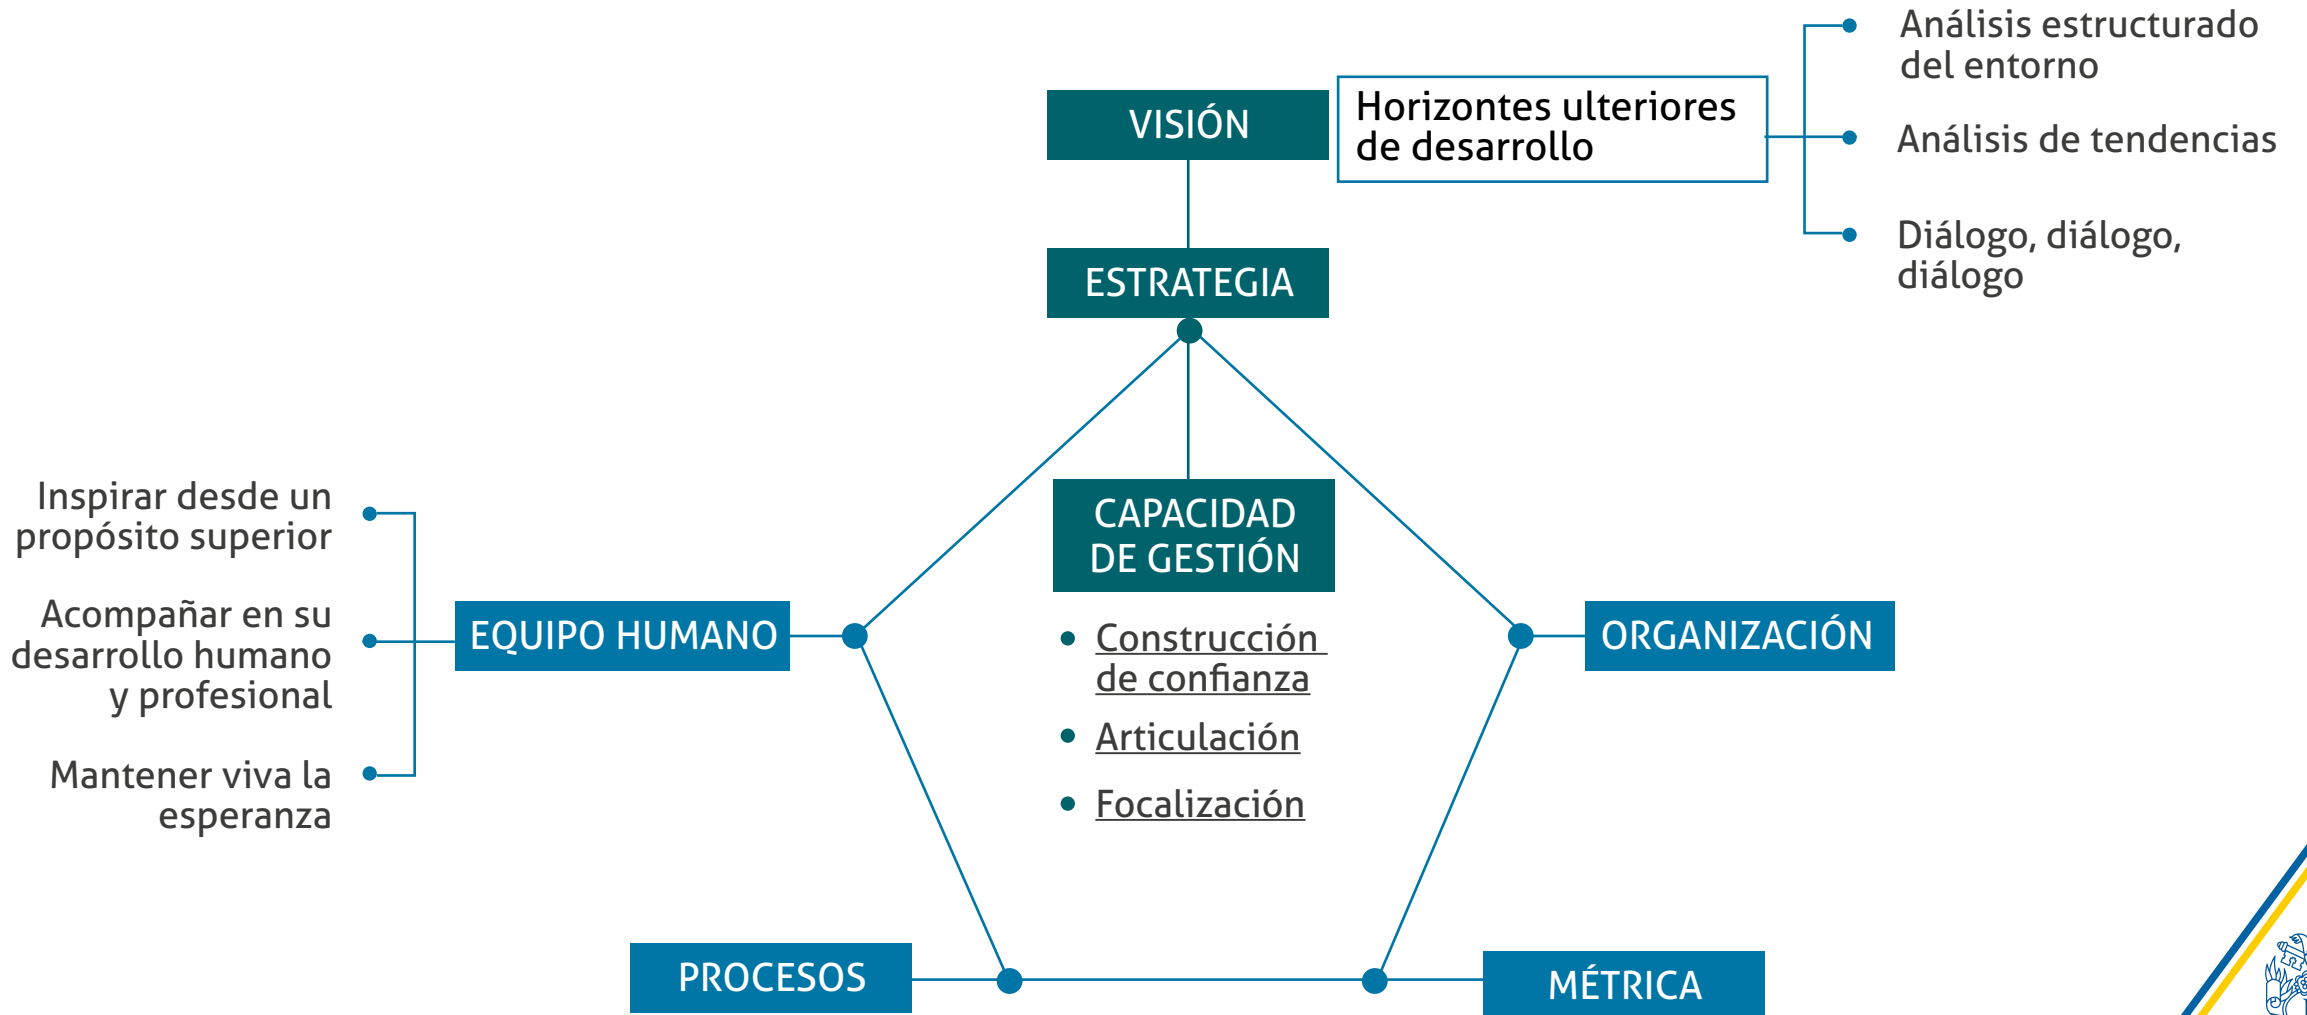 Análisis estructurado
del entorno
VISIÓN
Horizontes ulteriores
de desarrollo
Análisis de tendencias
Diálogo, diálogo,
diálogo
ESTRATEGIA
Inspirar desde un
propósito superior
Acompañar en su
desarrollo humano
y profesional
Mantener viva la
esperanza
EQUIPO HUMANO
CAPACIDAD
DE GESTIÓN
Construcción
de confianza
Articulación
Focalización
ORGANIZACIÓN
PROCESOS
MÉTRICA